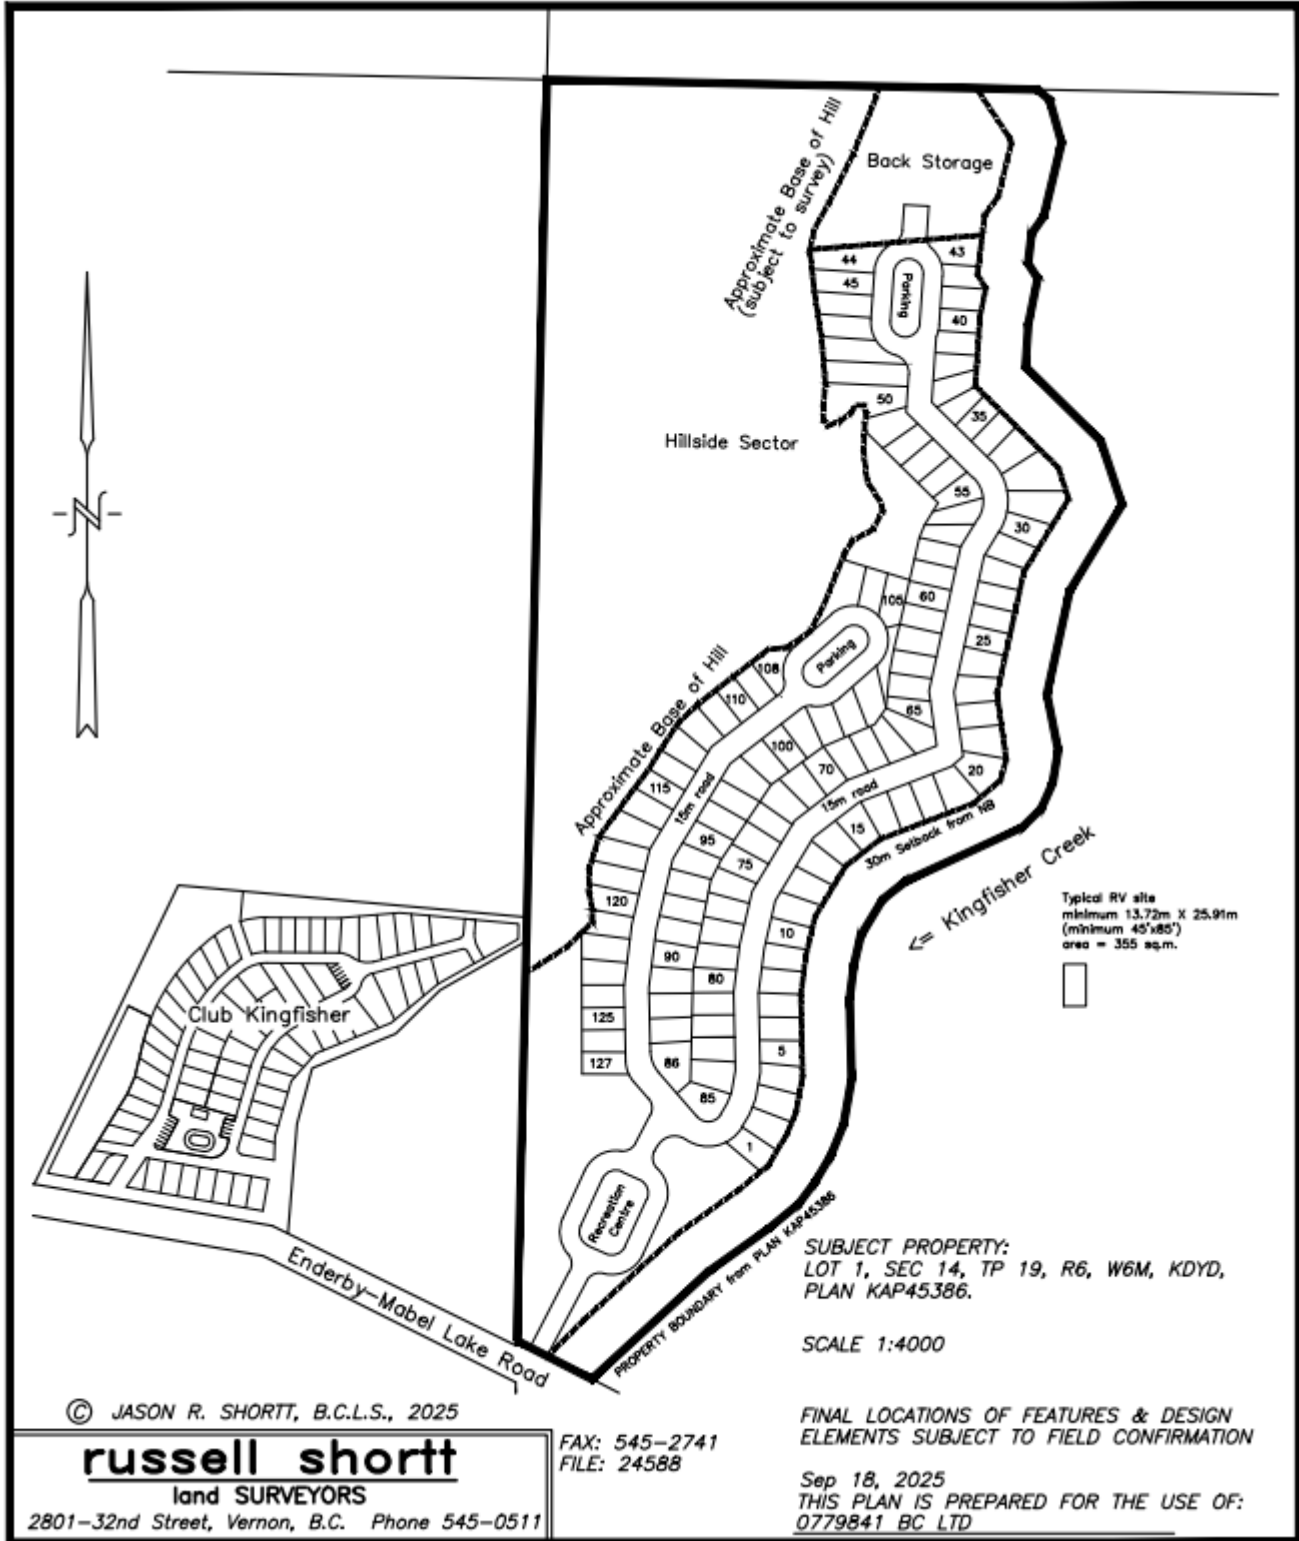 Approximate Base of Hill
(subject to survey)
Back Storage
44
43
45
Parking
40
50
35
Hillside Sector
55
30
105
60
25
Parking
Approximate Base of Hill
108
110
65
100
70
20
115
15m road
15m road
15
30m Setback from NB
95
75
<= Kingfisher Creek
Typical RV site
minimum 13.72m X 25.91m
(minimum 45'x85')
area = 355 sq.m.
120
10
90
80
N
Club Kingfisher
125
5
127
86
85
1
Recreation
Centre
PROPERTY BOUNDARY from PLAN KAP45386
Enderby-Mabel Lake Road
SUBJECT PROPERTY:
LOT 1, SEC 14, TP 19, R6, W6M, KDYD,
PLAN KAP45386.
SCALE 1:4000
© JASON R. SHORTT, B.C.L.S., 2025
russell shortt
land SURVEYORS
2801-32nd Street, Vernon, B.C. Phone 545-0511
FAX: 545-2741
FILE: 24588
FINAL LOCATIONS OF FEATURES & DESIGN
ELEMENTS SUBJECT TO FIELD CONFIRMATION
Sep 18, 2025
THIS PLAN IS PREPARED FOR THE USE OF:
0779841 BC LTD